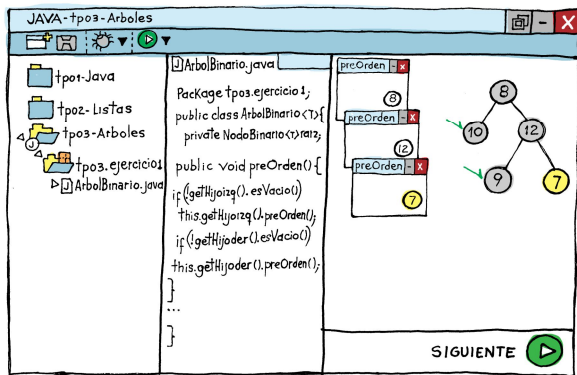 JAVA-tp03-Arboles
tp01-Java
tp02-Listas
tp03-Arboles
J
tp03.ejercicio1
J ArbolBinario.java
J ArbolBinario.java
Package tp03.ejercicio1;
public class ArbolBinario<T>{
private NodoBinario<T>raiz;
public void preOrden(){
if(!getHijoizq().esVacio()
this.getHijoizq().preOrden();
if(!getHijoder().esVacio()
this.getHijoder().preOrden();
}
...
}
preOrden - x
8
preOrden - x
12
preOrden - x
7
8
10
12
9
7
SIGUIENTE